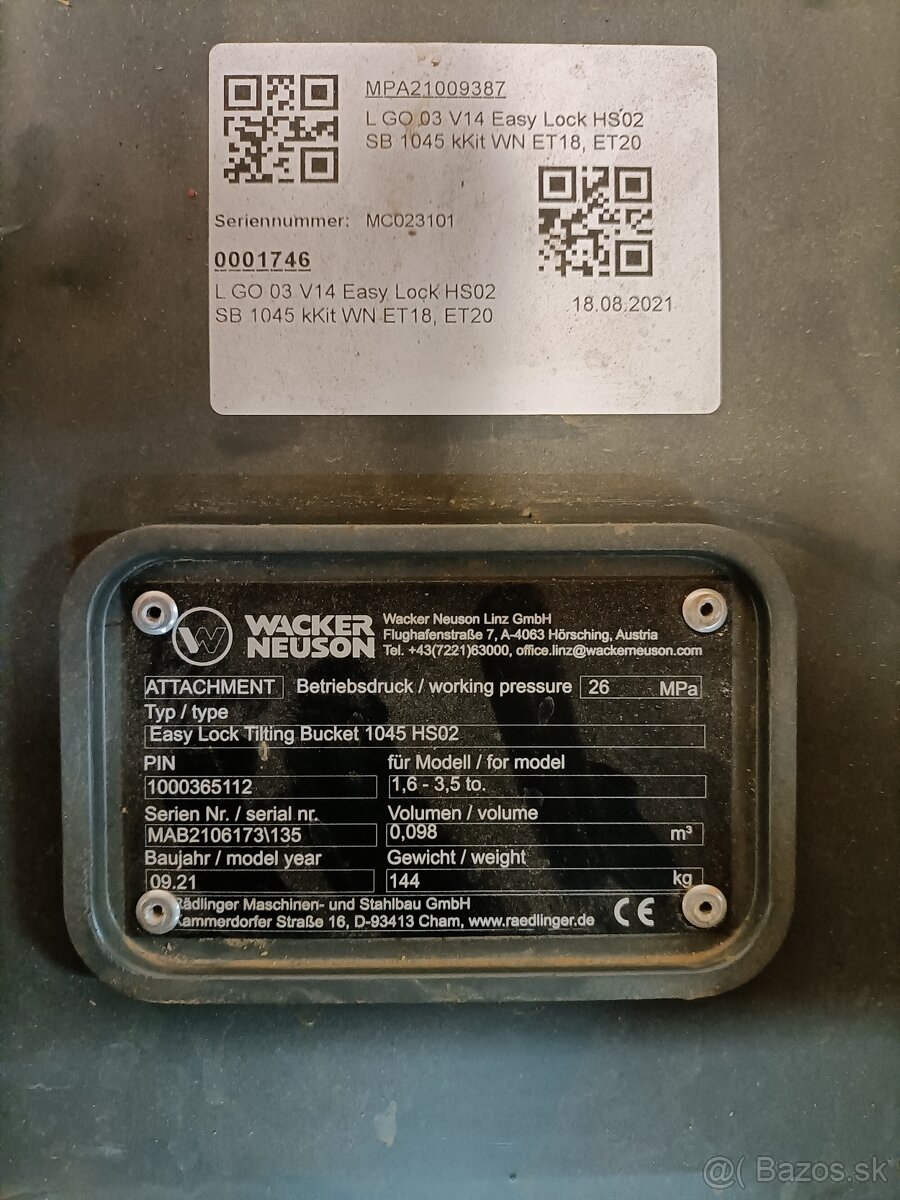 MPA21009387
L GO 03 V14 Easy Lock HS02
SB 1045 kKit WN ET18, ET20
Seriennummer: MC023101
0001746
L GO 03 V14 Easy Lock HS02
SB 1045 kKit WN ET18, ET20
18.08.2021
WACKER
NEUSON
Wacker Neuson Linz GmbH
Flughafenstraße 7, A-4063 Hörsching, Austria
Tel. +43(7221)63000, office.linz@wackerneuson.com
ATTACHMENT Betriebsdruck / working pressure 26 MPa
Typ / type
Easy Lock Tilting Bucket 1045 HS02
PIN für Modell / for model
1000365112 1,6 - 3,5 to.
Serien Nr. / serial nr. Volumen / volume
MAB2106173\135 0,098 m³
Baujahr / model year Gewicht / weight
09.21 144 kg
Rädlinger Maschinen- und Stahlbau GmbH
Kammerdorfer Straße 16, D-93413 Cham, www.raedlinger.de CE
@( Bazos.sk